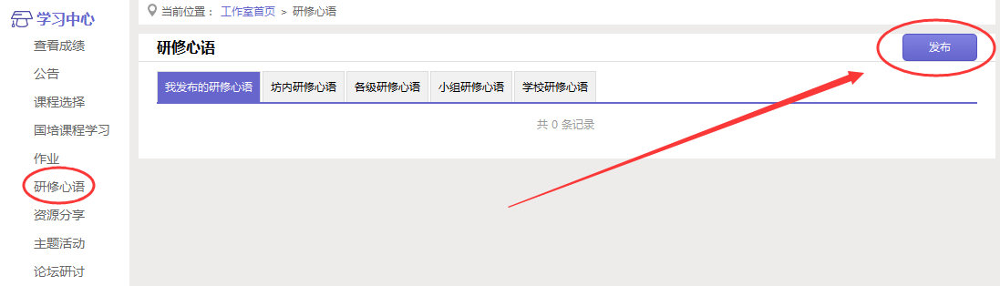 学习中心
查看成绩
公告
课程选择
国培课程学习
作业
研修心语
资源分享
主题活动
论坛研讨
当前位置： 工作室首页 > 研修心语
研修心语
发布
我发布的研修心语 坊内研修心语 各级研修心语 小组研修心语 学校研修心语
共 0 条记录